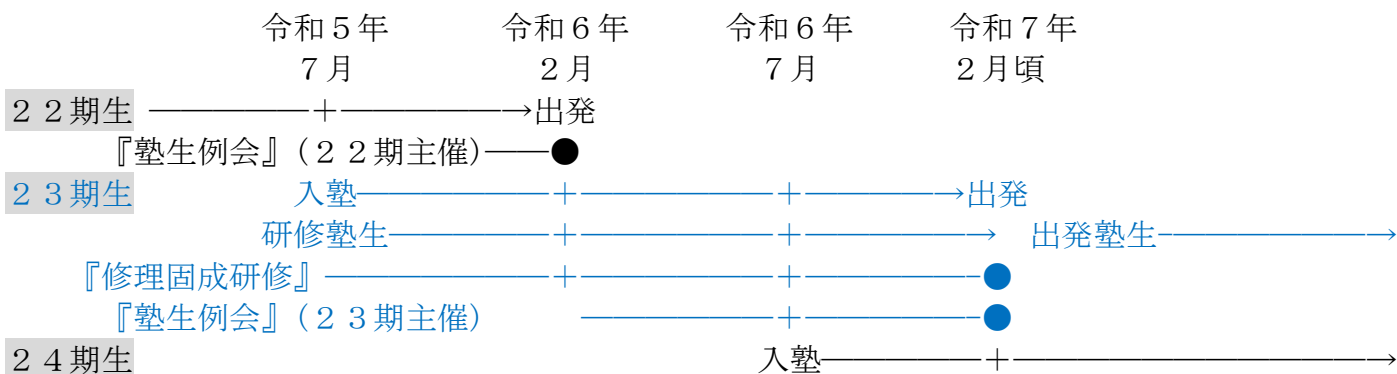 令和５年 令和６年 令和６年 令和７年
７月 ２月 ７月 ２月頃
２２期生 ―――――＋――――――→出発
『塾生例会』（２２期主催）――●
２３期生 入塾――――――＋――――――＋―――――→出発
研修塾生―――――＋――――――＋――――――→ 出発塾生―――――――→
『修理固成研修』―――――――＋――――――＋――――――●
『塾生例会』（２３期主催） ――――――＋――――――●
２４期生 入塾―――――＋――――――――――――→